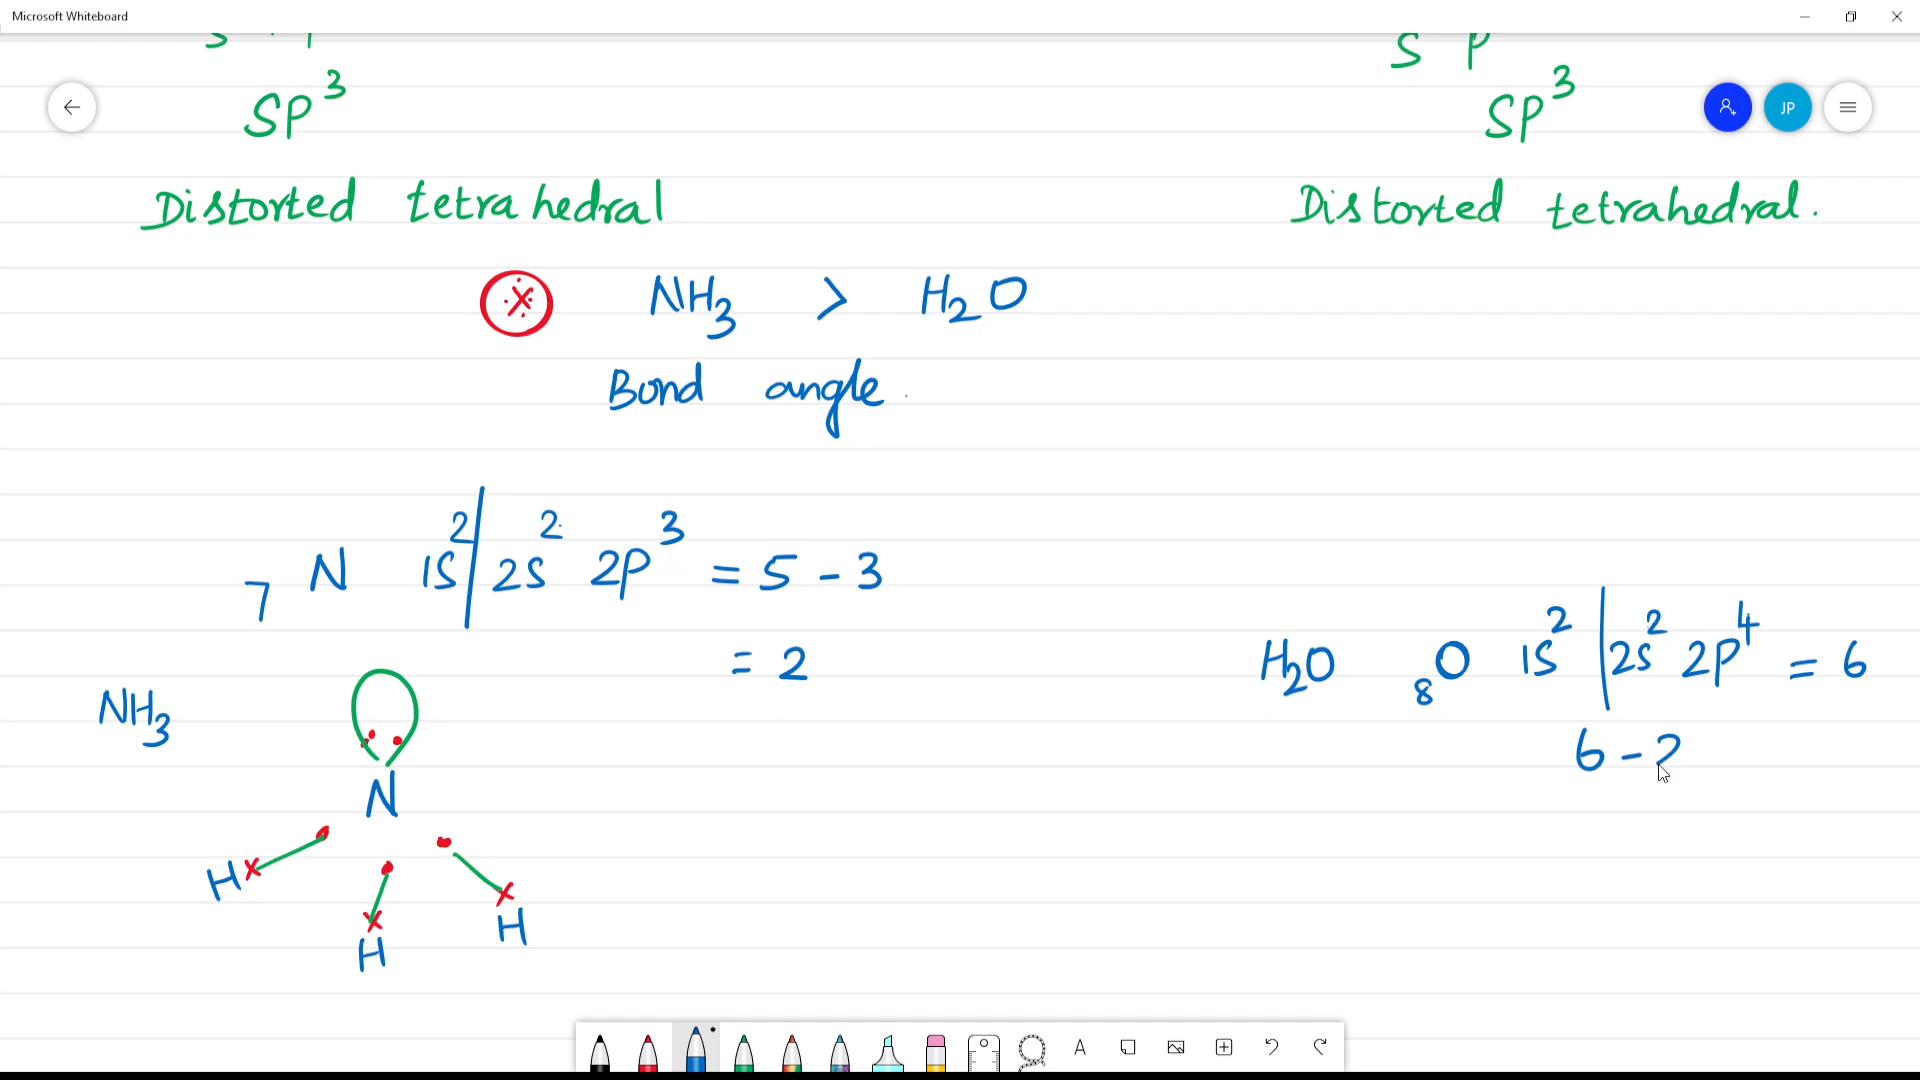 Microsoft Whiteboard
S P
SP³
SP³
JP
Distorted tetrahedral
Distorted tetrahedral.
NH₃ > H₂O
Bond angle.
₇N 1S² | 2S² 2P³ = 5 - 3
= 2
H₂O ₈O 1S² | 2S² 2P⁴ = 6
6 - 2
NH₃
N
H
H
H
A